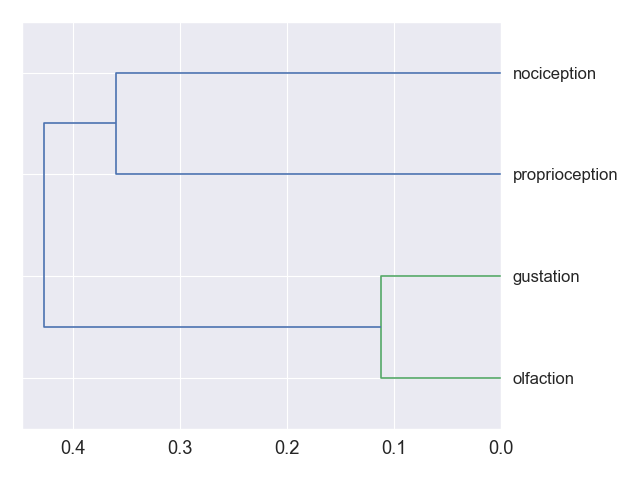 nociception
proprioception
gustation
olfaction
0.4 0.3 0.2 0.1 0.0